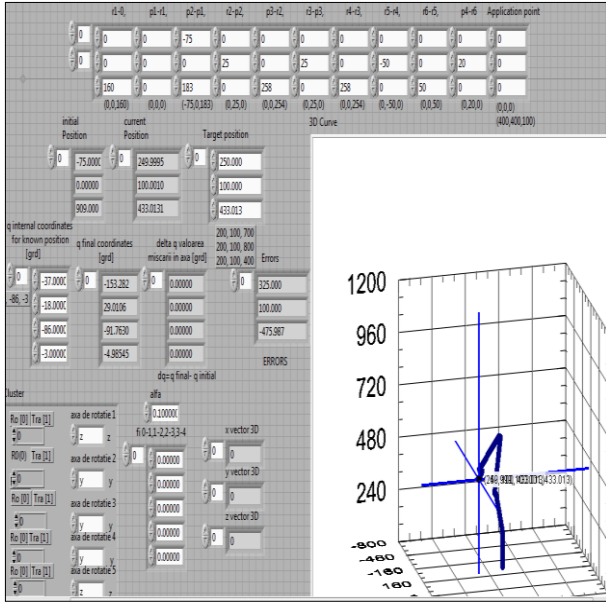 r1-0, p1-r1, p2-p1, r2-p2, p3-r2, r3-p3, r4-r3, r5-r4, r6-r5, p4-r6 Application point
0 0 0 -75 0 0 0 0 0 0 0 0
0 0 0 0 25 0 25 0 -50 0 20 0
160 0 183 0 258 0 258 0 50 0 0
(0,0,160) (0,0,0) (-75,0,183) (0,25,0) (0,0,254) (0,25,0) (0,0,254) (0,-50,0) (0,0,50) (0,20,0) (0,0,0)
(400,400,100)
3D Curve
initial Position
current Position
Target position
0 -75.000 0 249.9995 0 250.000
0.00000 100.0010 100.000
909.000 433.0131 433.013
200, 100, 700
200, 100, 800
200, 100, 400
q internal coordinates for known position [grd]
q final coordinates [grd]
delta q valoarea miscarii in axa [grd]
Errors
0 -37.000 0 -153.282 0 0.00000 0 325.000
-86, -3 -18.000 29.0106 0.00000 100.000
-86.000 -91.7630 0.00000 -475.987
-3.0000 -4.98545 0.00000
ERRORS
dq=q final- q initial
Cluster
alfa
0.10000
Ro [0] Tra [1] axa de rotatie 1
0 z z
fi:0-1,1-2,2-3,3-4
0 0.00000
0.00000
0.00000
0.00000
0.00000
x vector 3D
0 0
y vector 3D
0 0
z vector 3D
0 0
R0(0) Tra [1] axa de rotatie 2
0 y y
Ro [0] Tra [1] axa de rotatie 3
0 y y
Ro [0] Tra [1] axa de rotatie 4
0 y y
Ro [0] Tra [1] axa de rotatie 5
0 z z
1200
960
720
480
240
-800
-480
-160
160